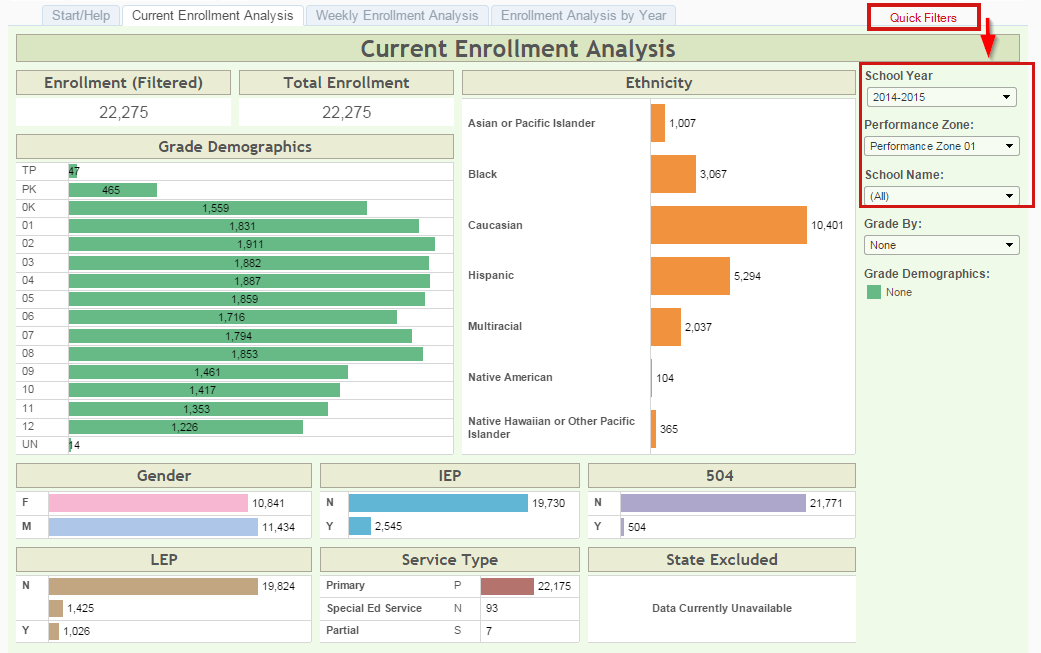 Start/Help
Current Enrollment Analysis
Weekly Enrollment Analysis
Enrollment Analysis by Year
Quick Filters
Current Enrollment Analysis
Enrollment (Filtered)
22,275
Total Enrollment
22,275
Grade Demographics
TP 47
PK 465
0K 1,559
01 1,831
02 1,911
03 1,882
04 1,887
05 1,859
06 1,716
07 1,794
08 1,853
09 1,461
10 1,417
11 1,353
12 1,226
UN 14
Ethnicity
Asian or Pacific Islander 1,007
Black 3,067
Caucasian 10,401
Hispanic 5,294
Multiracial 2,037
Native American 104
Native Hawaiian or Other Pacific
Islander 365
School Year
2014-2015
Performance Zone:
Performance Zone 01
School Name:
(All)
Grade By:
None
Grade Demographics:
None
Gender
F 10,841
M 11,434
IEP
N 19,730
Y 2,545
504
N 21,771
Y 504
LEP
N 19,824
1,425
Y 1,026
Service Type
Primary P 22,175
Special Ed Service N 93
Partial S 7
State Excluded
Data Currently Unavailable